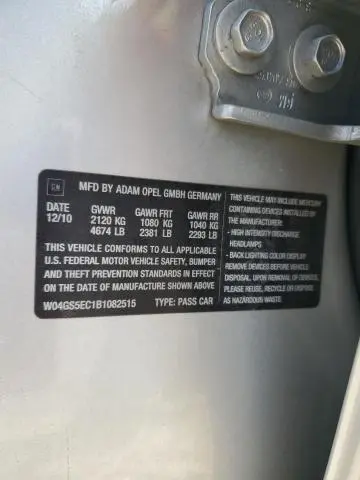 GM
MFD BY ADAM OPEL GMBH GERMANY
DATE GVWR GAWR FRT GAWR RR
12/10 2120 KG 1080 KG 1040 KG
4674 LB 2381 LB 2293 LB
THIS VEHICLE CONFORMS TO ALL APPLICABLE
U.S. FEDERAL MOTOR VEHICLE SAFETY, BUMPER
AND THEFT PREVENTION STANDARDS IN EFFECT
ON THE DATE OF MANUFACTURE SHOWN ABOVE
W04GS5EC1B1082515 TYPE: PASS CAR
THIS VEHICLE MAY INCLUDE MERCURY
CONTAINING DEVICES INSTALLED BY
THE MANUFACTURER:
- HIGH INTENSITY DISCHARGE
HEADLAMPS
- BACK LIGHTING COLOR DISPLAY
REMOVE DEVICES BEFORE VEHICLE
DISPOSAL. UPON REMOVAL OF DEVICES
PLEASE REUSE, RECYCLE OR DISPOSE
AS HAZARDOUS WASTE.